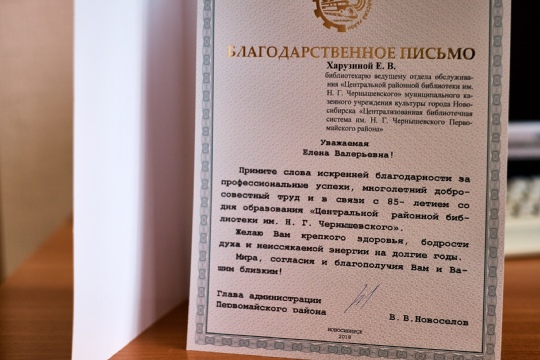 БЛАГОДАРСТВЕННОЕ ПИСЬМО
Харузиной Е. В.
библиотекарю ведущему отдела обслужива-
ния «Центральной районной библиотеки им.
Н. Г. Чернышевского» муниципального ка-
зенного учреждения культуры города Ново-
сибирска «Централизованная библиотечная
система им. Н. Г. Чернышевского Перво-
майского района»
Уважаемая
Елена Валерьевна!
Примите слова искренней благодарности за
профессиональные успехи, многолетний добро-
совестный труд и в связи с 85- летием со
дня образования «Центральной районной биб-
лиотеки им. Н. Г. Чернышевского».
Желаю Вам крепкого здоровья, бодрости
духа и неиссякаемой энергии на долгие годы.
Мира, согласия и благополучия Вам и Ва-
шим близким!
Глава администрации
Первомайского района
В.В.Новоселов
НОВОСИБИРСК
2018